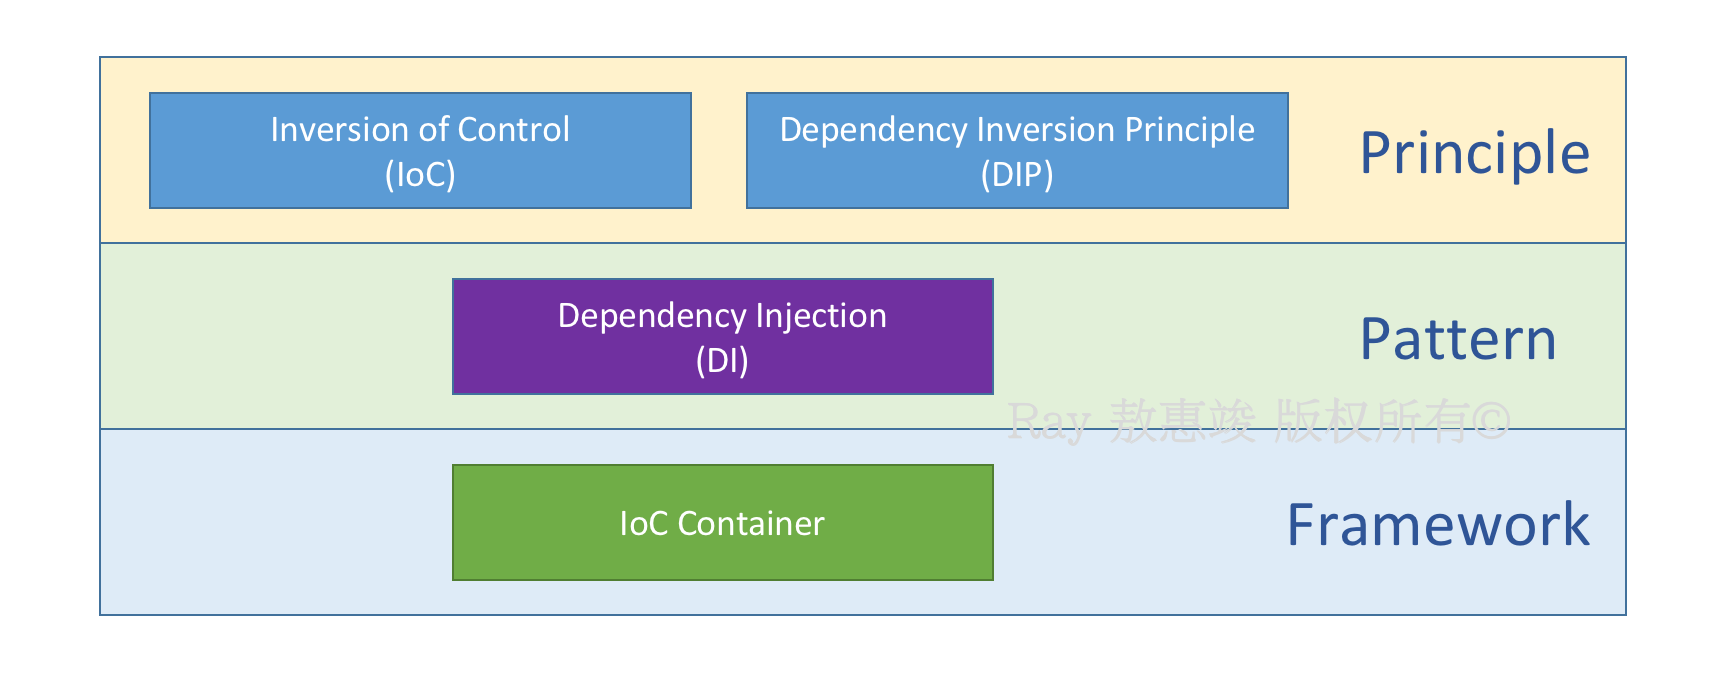 Inversion of Control
(IoC)
Dependency Inversion Principle
(DIP)
Principle
Dependency Injection
(DI)
Pattern
Ray 敖惠竣 版权所有©
IoC Container
Framework